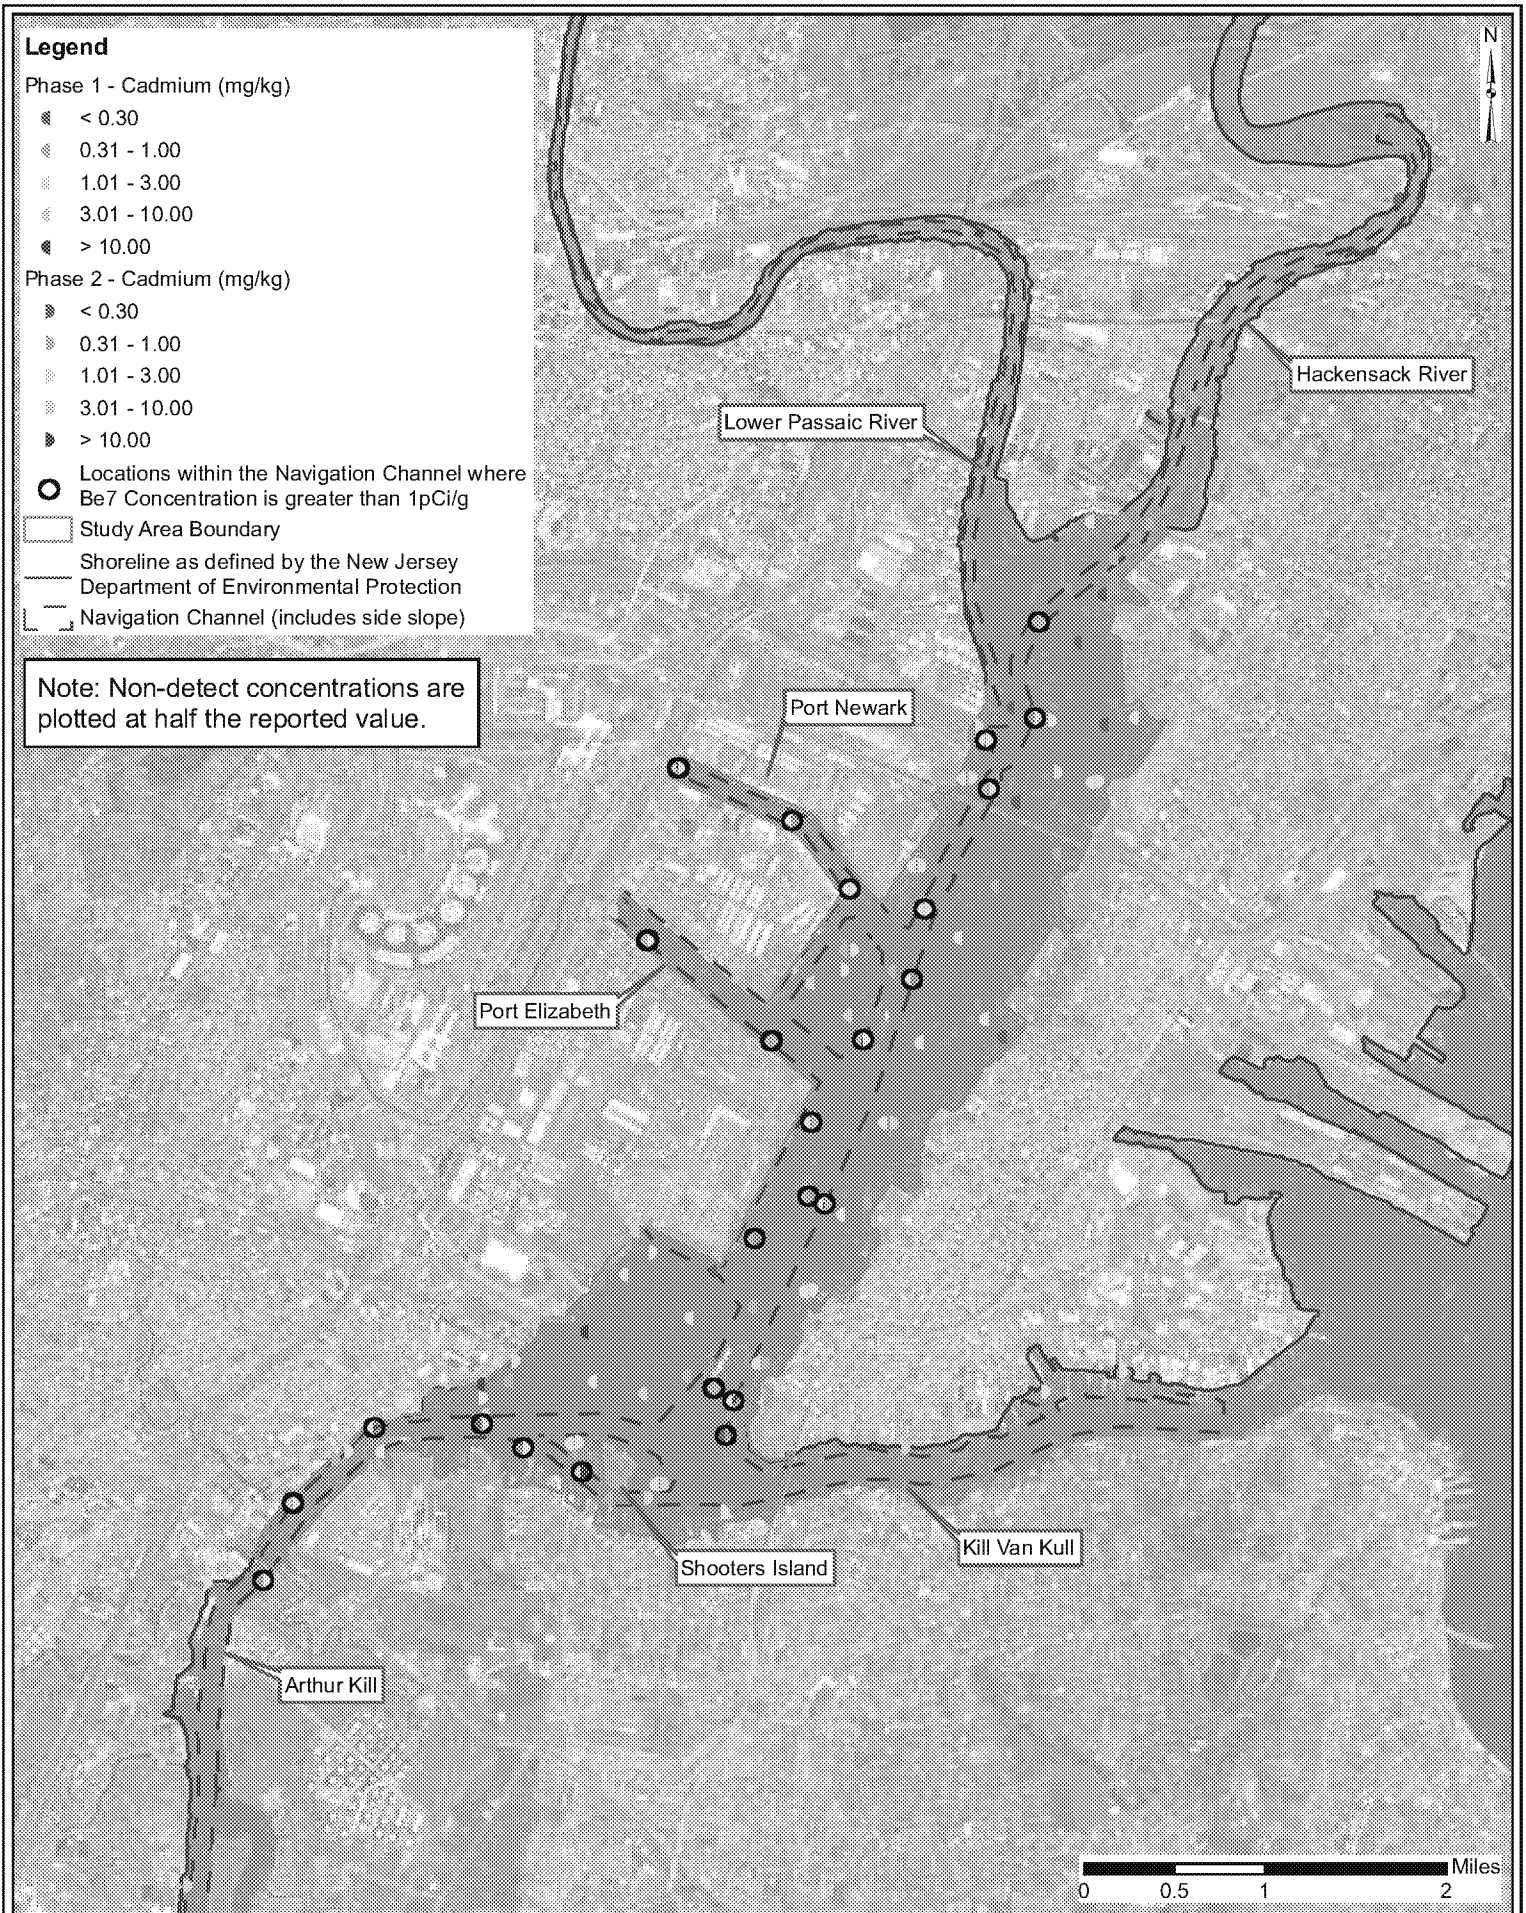 Legend
Phase 1 - Cadmium (mg/kg)
< 0.30
0.31 - 1.00
1.01 - 3.00
3.01 - 10.00
> 10.00
Phase 2 - Cadmium (mg/kg)
< 0.30
0.31 - 1.00
1.01 - 3.00
3.01 - 10.00
> 10.00
Locations within the Navigation Channel where
Be7 Concentration is greater than 1pCi/g
Study Area Boundary
Shoreline as defined by the New Jersey
Department of Environmental Protection
Navigation Channel (includes side slope)
Note: Non-detect concentrations are
plotted at half the reported value.
N
Hackensack River
Lower Passaic River
Port Newark
Port Elizabeth
Kill Van Kull
Shooters Island
Arthur Kill
Miles
0 0.5 1 2